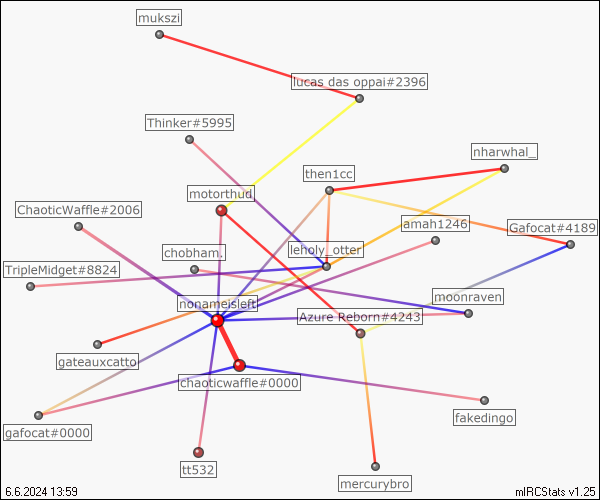 mukszi
lucas das oppai#2396
Thinker#5995
nharwhal_
then1cc
motorthud,
ChaoticWaffle#2006
amah1246
Gafocat#4189
chobham.
leholy_otter
TripleMidget#8824
moonraven
nonameisleft
Azure Reborn#4243
gateauxcatto
chaoticwaffle#0000
fakedingo
gafocat#0000
tt532
mercurybro
6.6.2024 13:59
mIRCStats v1.25